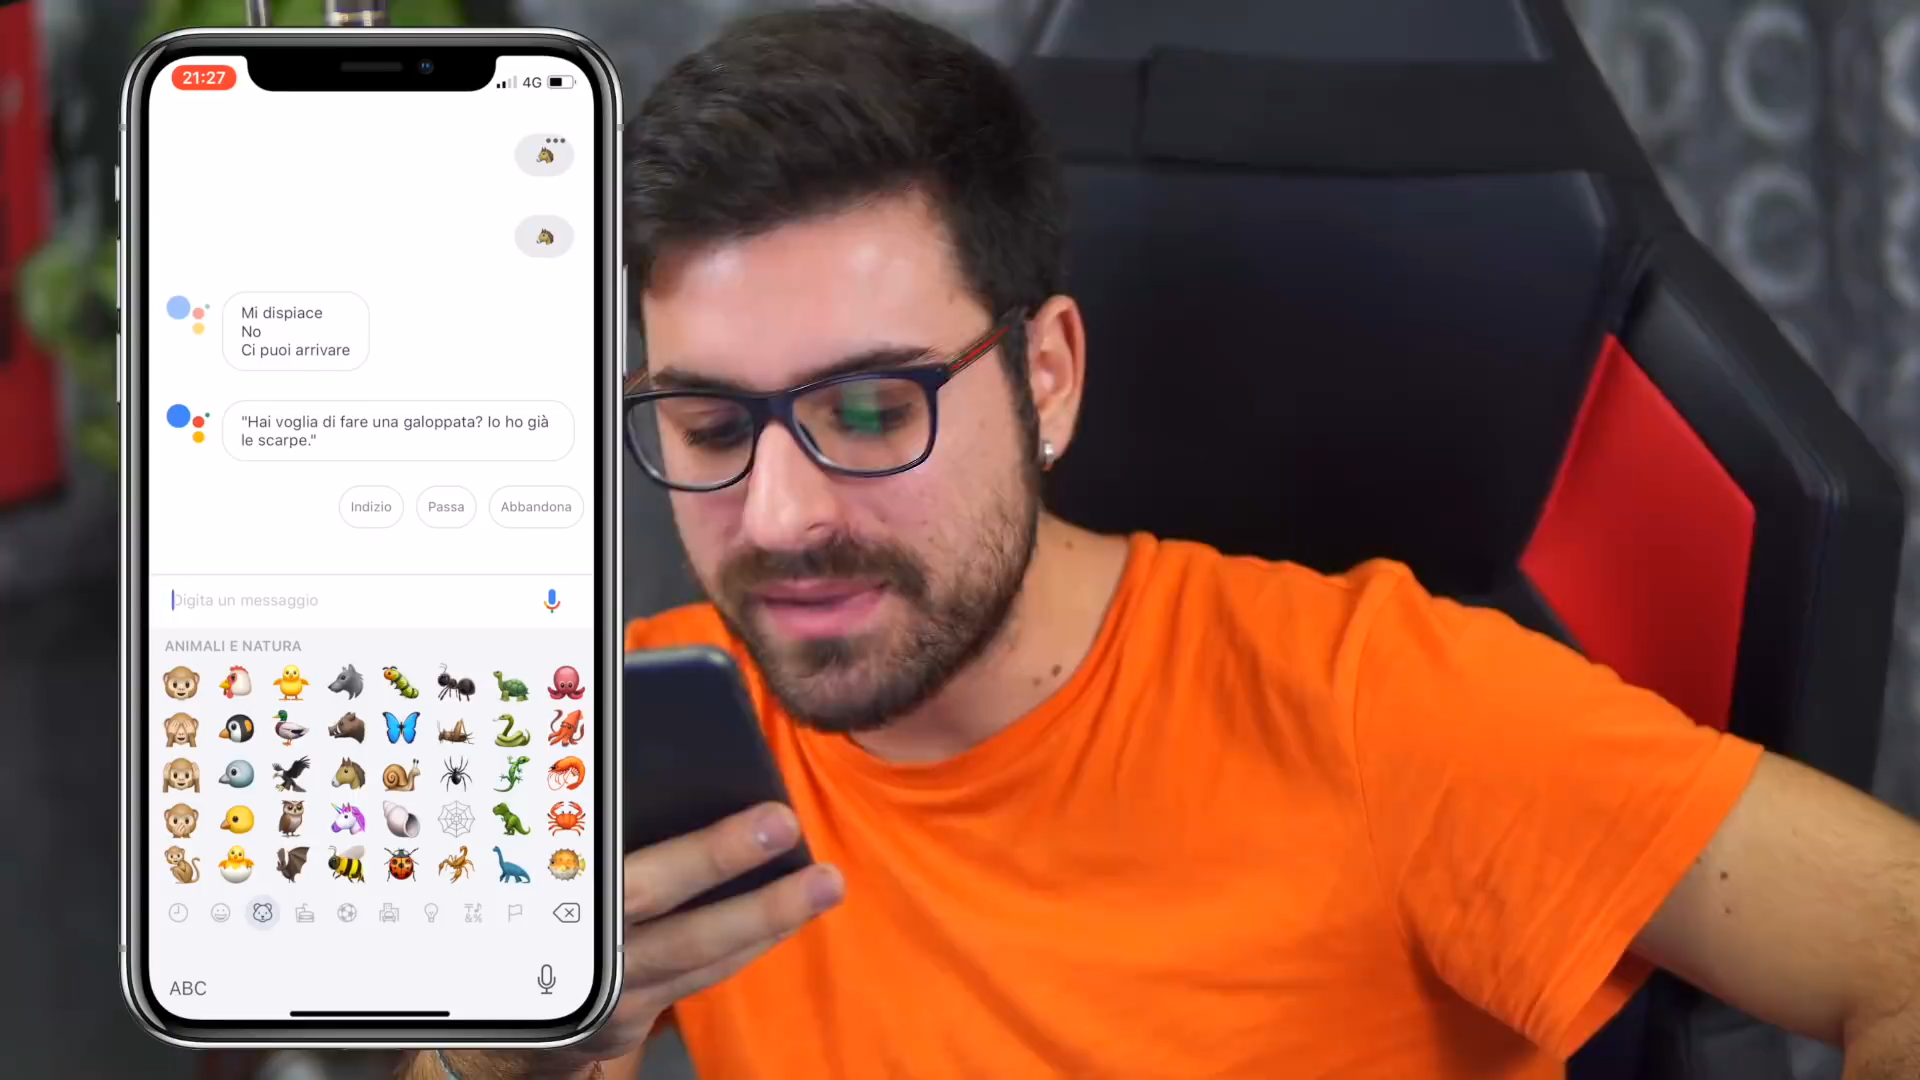 21:27
4G
Mi dispiace
No
Ci puoi arrivare
"Hai voglia di fare una galoppata? Io ho già
le scarpe."
Indizio
Passa
Abbandona
Digita un messaggio
ANIMALI E NATURA
ABC